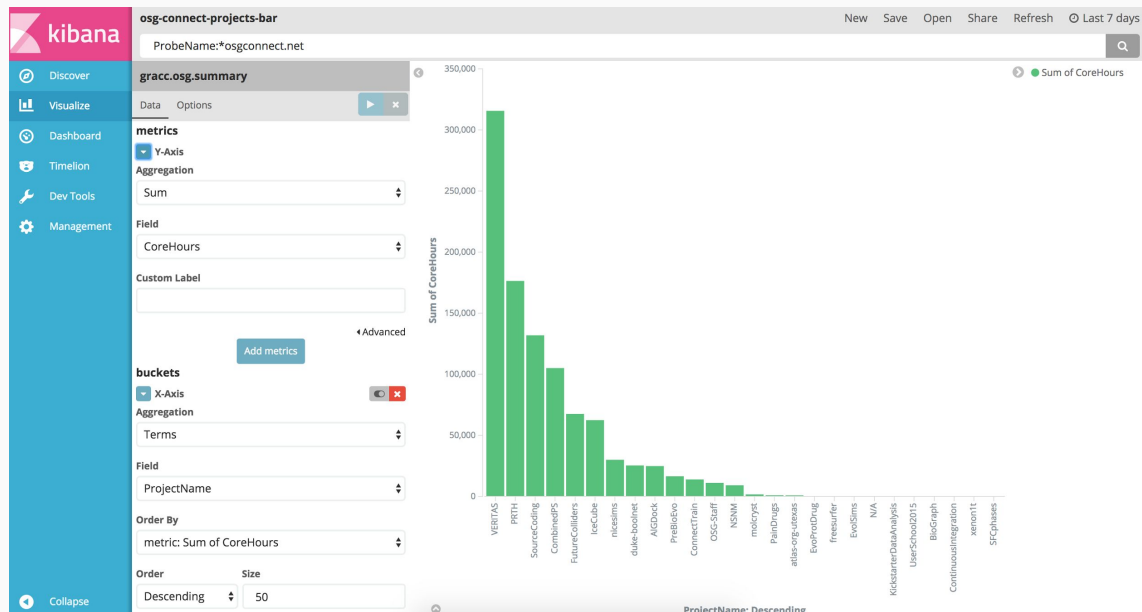 kibana
Discover
Visualize
Dashboard
Timelion
Dev Tools
Management
Collapse
osg-connect-projects-bar
New Save Open Share Refresh Last 7 days
ProbeName:*osgconnect.net
gracc.osg.summary
Data Options
metrics
Y-Axis
Aggregation
Sum
Field
CoreHours
Custom Label
Advanced
Add metrics
buckets
X-Axis
Aggregation
Terms
Field
ProjectName
Order By
metric: Sum of CoreHours
Order Size
Descending 50
Sum of CoreHours
350,000
300,000
250,000
200,000
150,000
100,000
50,000
0
Sum of CoreHours
VERITAS
PRTH
SourceCoding
CombinedPS
FutureColliders
IceCube
nicesims
duke-boolnet
AlGDock
PreBioEvo
ConnectTrain
OSG-Staff
NSNM
molcryst
PainDrugs
atlas-org-utexas
EvoProtDrug
freesurfer
EvolSims
N/A
KickstarterDataAnalysis
UserSchool2015
BioGraph
ContinuousIntegration
xenon1t
SFCphases
ProjectName: Descending